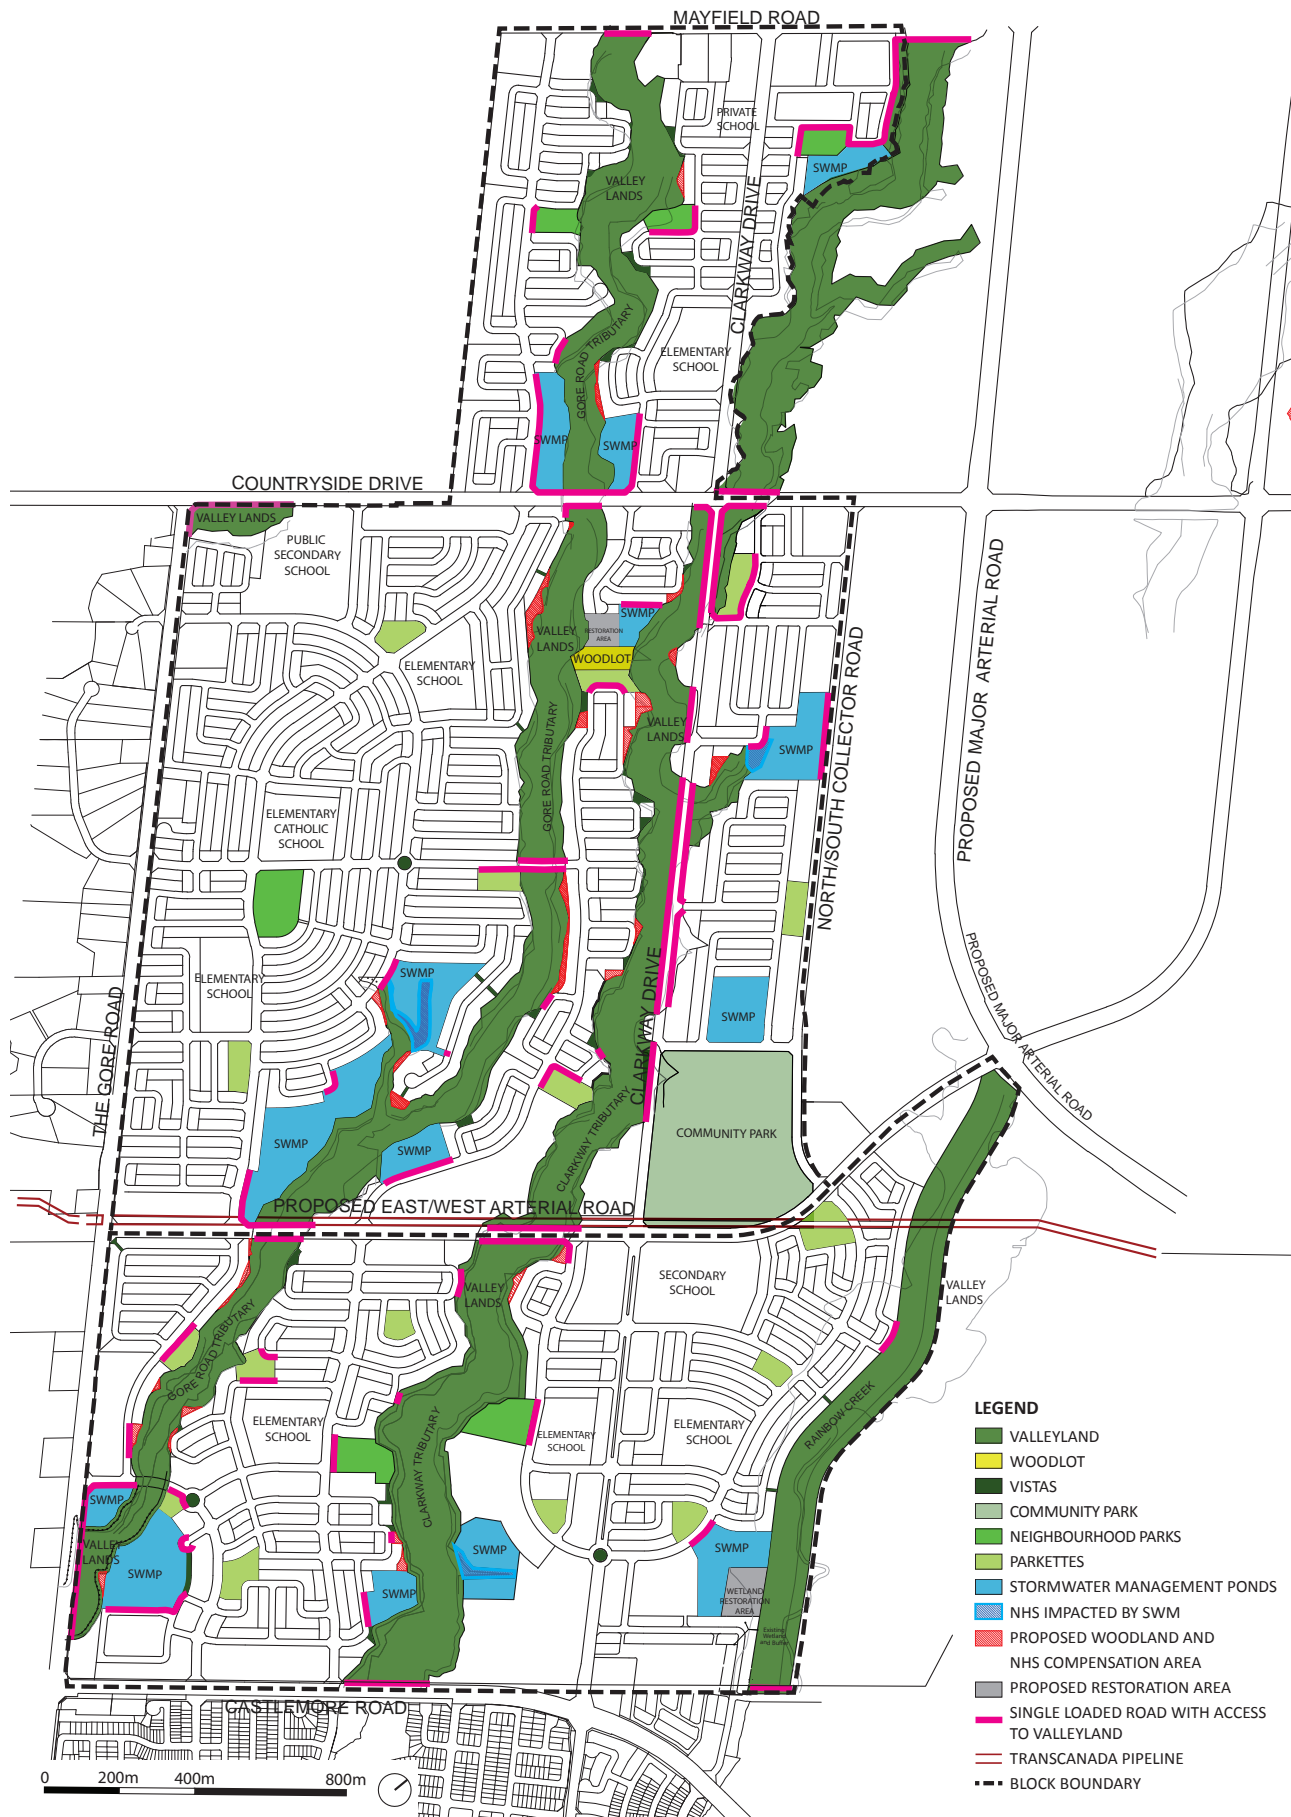 MAYFIELD ROAD
PRIVATE
SCHOOL
SWMP
VALLEY
LANDS
CLARKWAY DRIVE
GORE ROAD TRIBUTARY
ELEMENTARY
SCHOOL
SWMP
SWMP
COUNTRYSIDE DRIVE
VALLEY LANDS
PUBLIC
SECONDARY
SCHOOL
SWMP
RESTORATION
AREA
VALLEY
LANDS
WOODLOT
ELEMENTARY
SCHOOL
VALLEY
LANDS
SWMP
GORE ROAD TRIBUTARY
NORTH/SOUTH COLLECTOR ROAD
PROPOSED MAJOR ARTERIAL ROAD
ELEMENTARY
CATHOLIC
SCHOOL
ELEMENTARY
SCHOOL
SWMP
SWMP
CLARKWAY DRIVE
PROPOSED MAJOR ARTERIAL ROAD
THE GORE ROAD
SWMP
SWMP
CLARKWAY TRIBUTARY
COMMUNITY PARK
PROPOSED EAST/WEST ARTERIAL ROAD
VALLEY
LANDS
SECONDARY
SCHOOL
VALLEY
LANDS
GORE ROAD TRIBUTARY
RAINBOW CREEK
ELEMENTARY
SCHOOL
CLARKWAY TRIBUTARY
ELEMENTARY
SCHOOL
ELEMENTARY
SCHOOL
SWMP
VALLEY
LANDS
SWMP
SWMP
SWMP
SWMP
WETLAND
RESTORATION
AREA
Existing
Wetland
and Buffer
CASTLEMORE ROAD
0 200m 400m 800m
LEGEND
VALLEYLAND
WOODLOT
VISTAS
COMMUNITY PARK
NEIGHBOURHOOD PARKS
PARKETTES
STORMWATER MANAGEMENT PONDS
NHS IMPACTED BY SWM
PROPOSED WOODLAND AND
NHS COMPENSATION AREA
PROPOSED RESTORATION AREA
SINGLE LOADED ROAD WITH ACCESS
TO VALLEYLAND
TRANSCANADA PIPELINE
BLOCK BOUNDARY